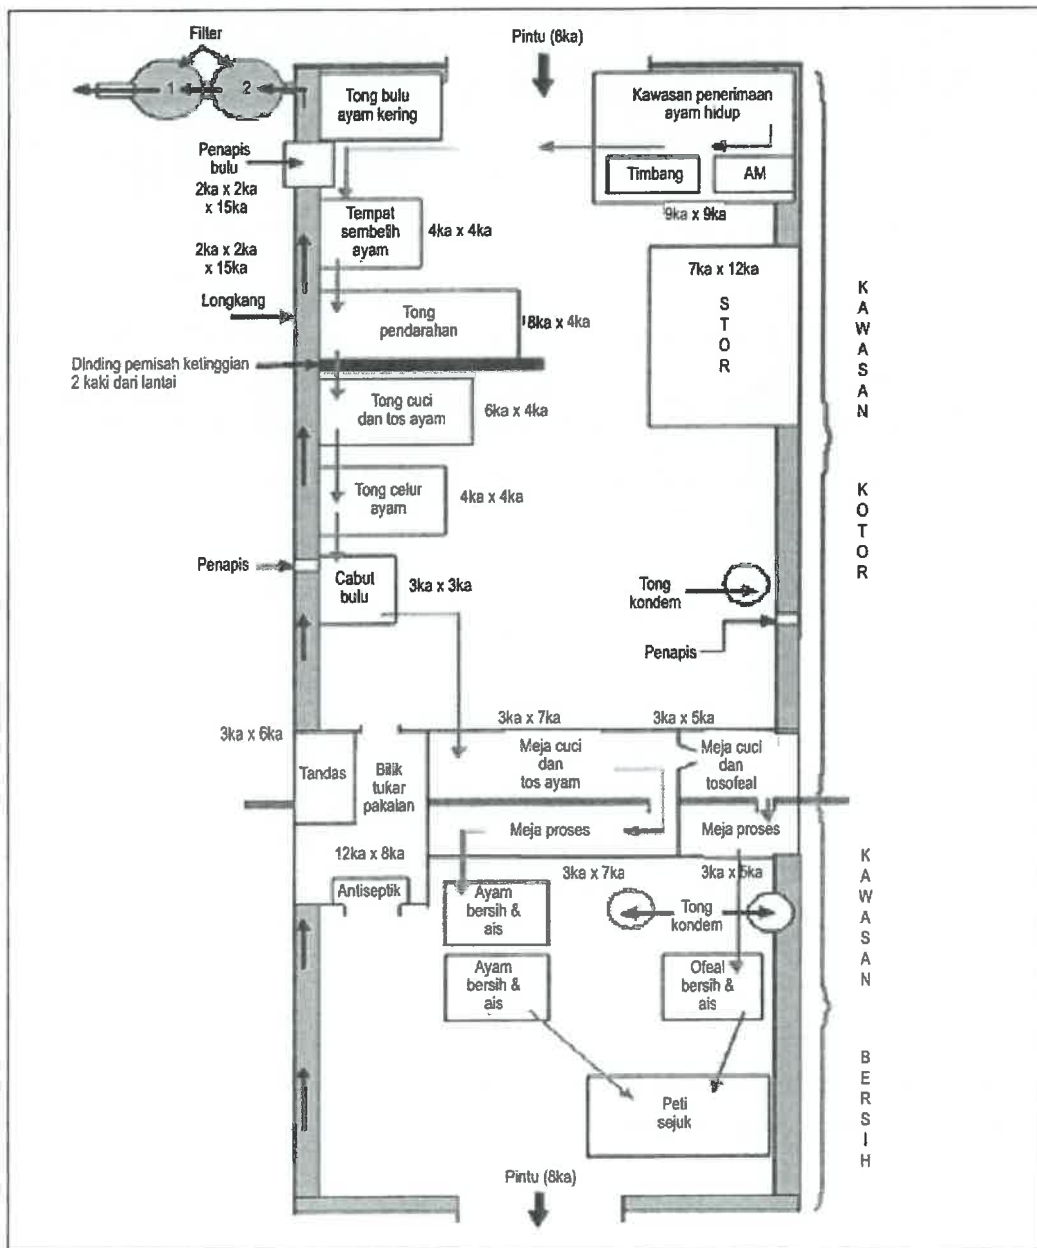 Filter
1
2
Pintu (8ka)
Tong bulu
ayam kering
Kawasan penerimaan
ayam hidup
Timbang
AM
9ka x 9ka
Penapis
bulu
2ka x 2ka
x 15ka
Tempat
sembelih
ayam
4ka x 4ka
2ka x 2ka
x 15ka
Longkang
Tong
pendarahan
8ka x 4ka
7ka x 12ka
STOR
Dinding pemisah ketinggian
2 kaki dari lantai
Tong cuci
dan tos ayam
6ka x 4ka
Tong celur
ayam
4ka x 4ka
Penapis
Cabut
bulu
3ka x 3ka
Tong
kondem
Penapis
KAWASAN KOTOR
3ka x 6ka
3ka x 7ka
3ka x 5ka
Tandas
Bilik
tukar
pakaian
Meja cuci
dan
tos ayam
Meja cuci
dan
tosofeal
Meja proses
Meja proses
12ka x 8ka
3ka x 7ka
3ka x 5ka
Antiseptik
Ayam
bersih &
ais
Tong
kondem
Ayam
bersih &
ais
Ofeal
bersih &
ais
Peti
sejuk
KAWASAN BERSIH
Pintu (8ka)